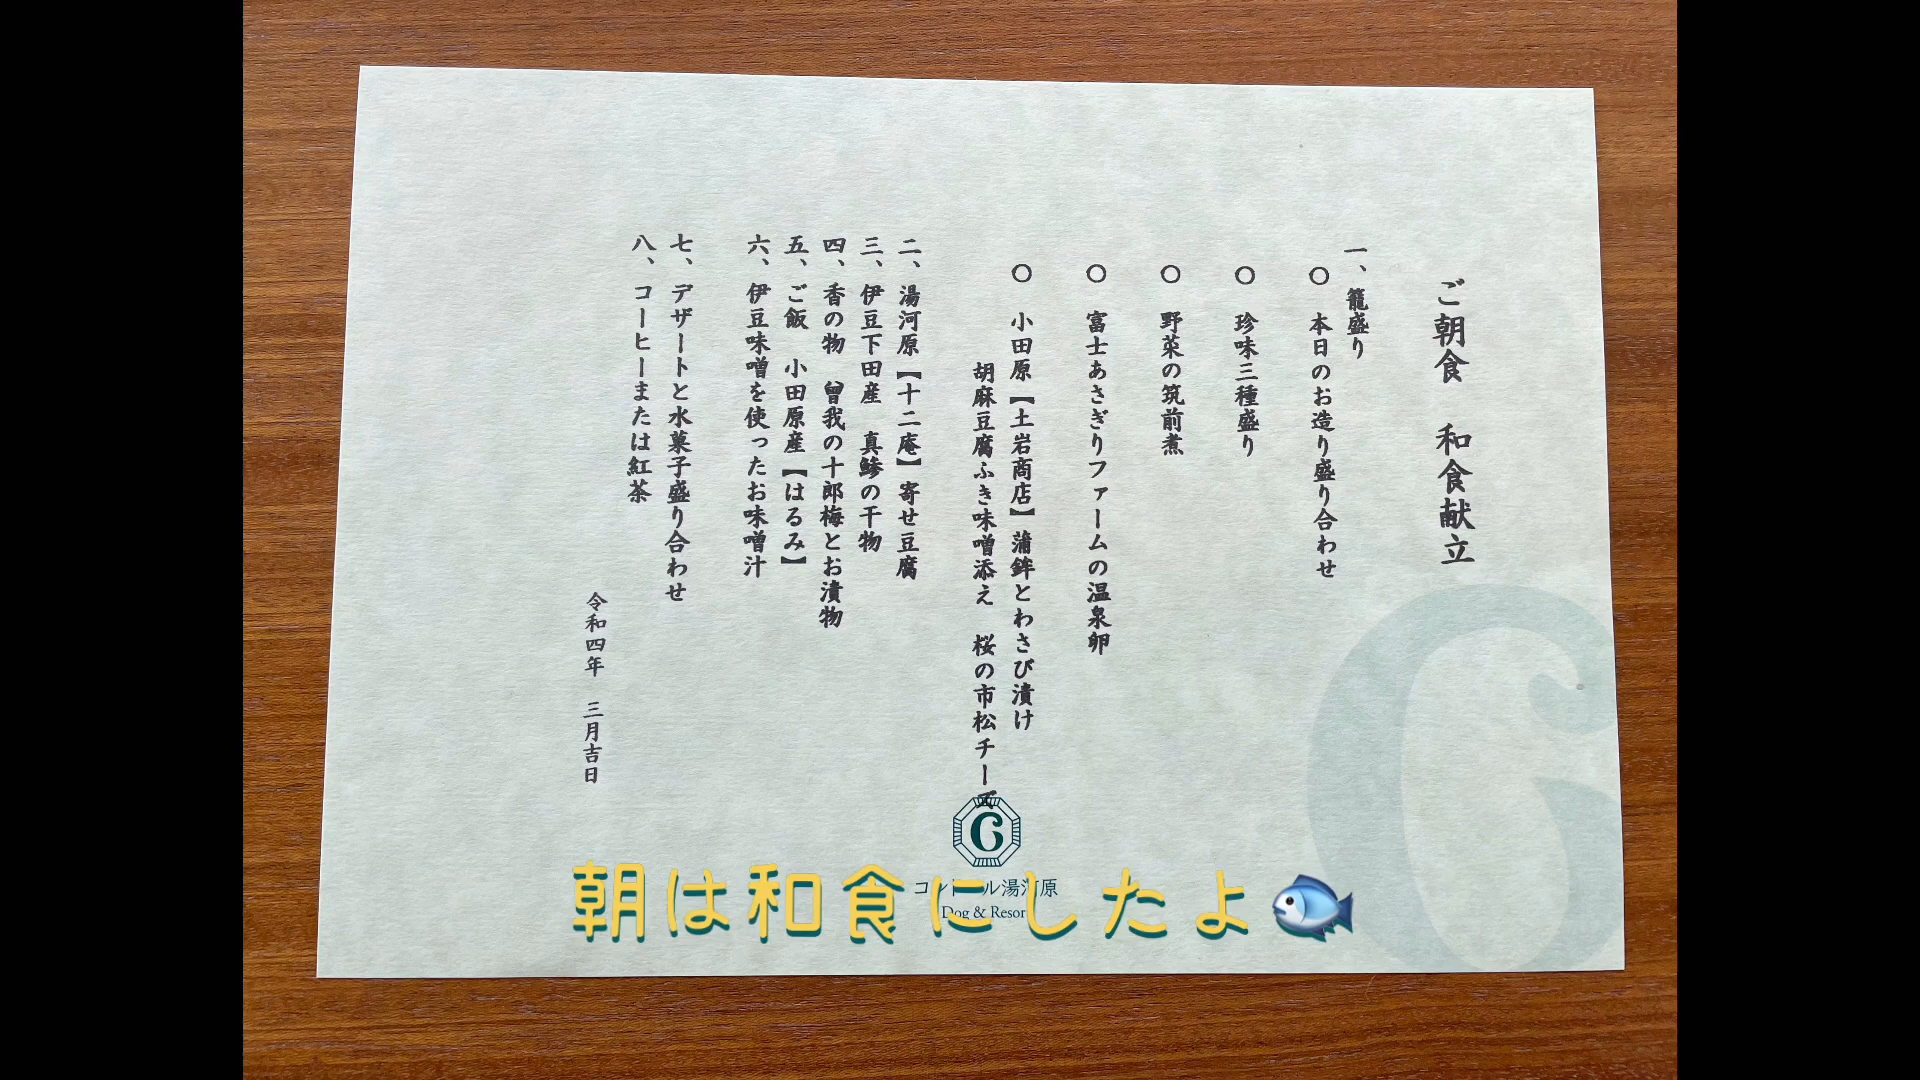 ご朝食　和食献立
一、籠盛り
○　本日のお造り盛り合わせ
○　珍味三種盛り
○　野菜の筑前煮
○　富士あさぎりファームの温泉卵
○　小田原【土岩商店】蒲鉾とわさび漬け
胡麻豆腐ふき味噌添え　桜の市松チーズ
二、湯河原【十二庵】寄せ豆腐
三、伊豆下田産　真鯵の干物
四、香の物　曾我の十郎梅とお漬物
五、ご飯　小田原産【はるみ】
六、伊豆味噌を使ったお味噌汁
七、デザートと水菓子盛り合わせ
八、コーヒーまたは紅茶
令和四年　三月吉日
6
6
湯河原
Dog & Resort
朝は和食にしたよ🐟